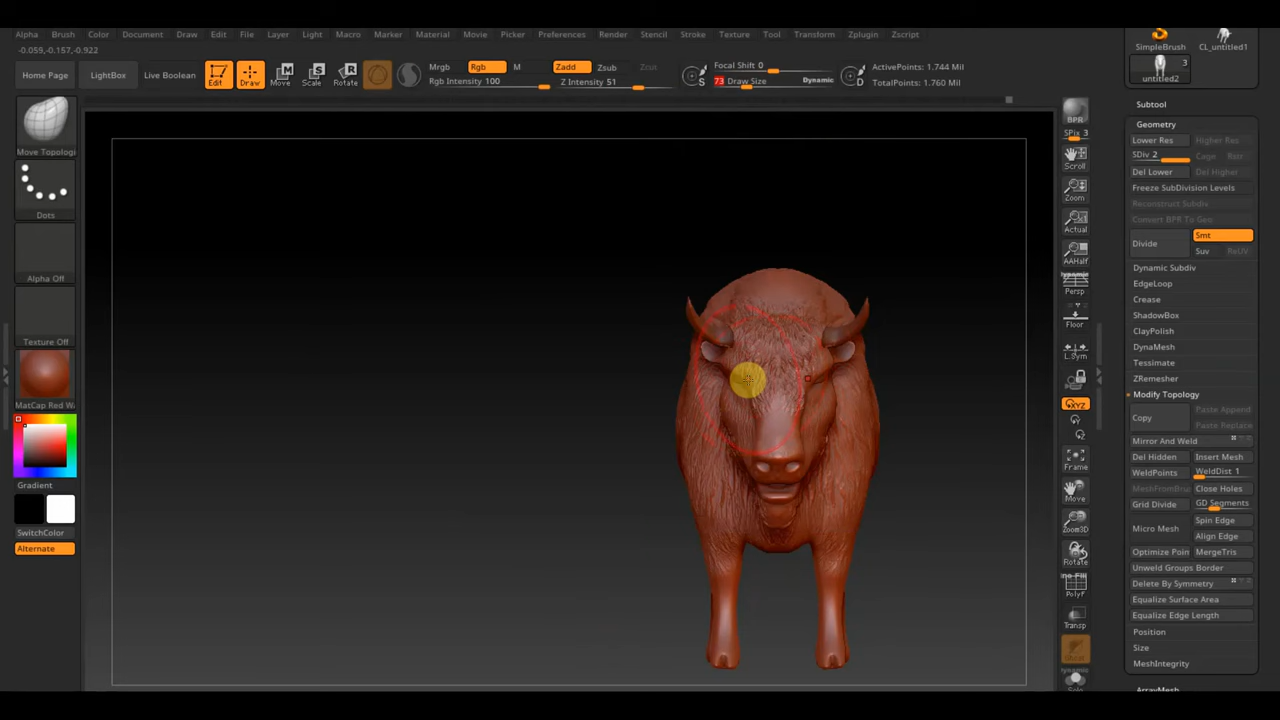 Alpha Brush Color Document Draw Edit File Layer Light Macro Marker Material Movie Picker Preferences Render Stencil Stroke Texture Tool Transform Zplugin Zscript
-0.059,-0.157,-0.922
Home Page LightBox Live Boolean Edit Draw Move Scale Rotate
Mrgb Rgb M Zadd Zsub Zcut
Rgb Intensity 100 Z Intensity 51
Focal Shift 0
73 Draw Size Dynamic
S
D
ActivePoints: 1.744 Mil
TotalPoints: 1.760 Mil
Move Topologi
Dots
Alpha Off
Texture Off
MatCap Red W
Gradient
SwitchColor
Alternate
BPR
SPix 3
Scroll
Zoom
Actual
AAHalf
Dynamic
Persp
Floor
L.Sym
XYZ
Frame
Move
Zoom3D
Rotate
PolyF
Transp
Ghost
Solo
SimpleBrush CL_untitled1
3
untitled2
Subtool
Geometry
Lower Res Higher Res
SDiv 2 Cage Rstr
Del Lower Del Higher
Freeze SubDivision Levels
Reconstruct Subdiv
Convert BPR To Geo
Divide Smt
Suv ReUV
Dynamic Subdiv
EdgeLoop
Crease
ShadowBox
ClayPolish
DynaMesh
Tessimate
ZRemesher
Modify Topology
Copy Paste Append
Paste Replace
Mirror And Weld
Del Hidden Insert Mesh
WeldPoints WeldDist 1
MeshFromBru Close Holes
Grid Divide GD Segments
Micro Mesh Spin Edge
Align Edge
Optimize Poin MergeTris
Unweld Groups Border
Delete By Symmetry
Equalize Surface Area
Equalize Edge Length
Position
Size
MeshIntegrity
ArrayMesh